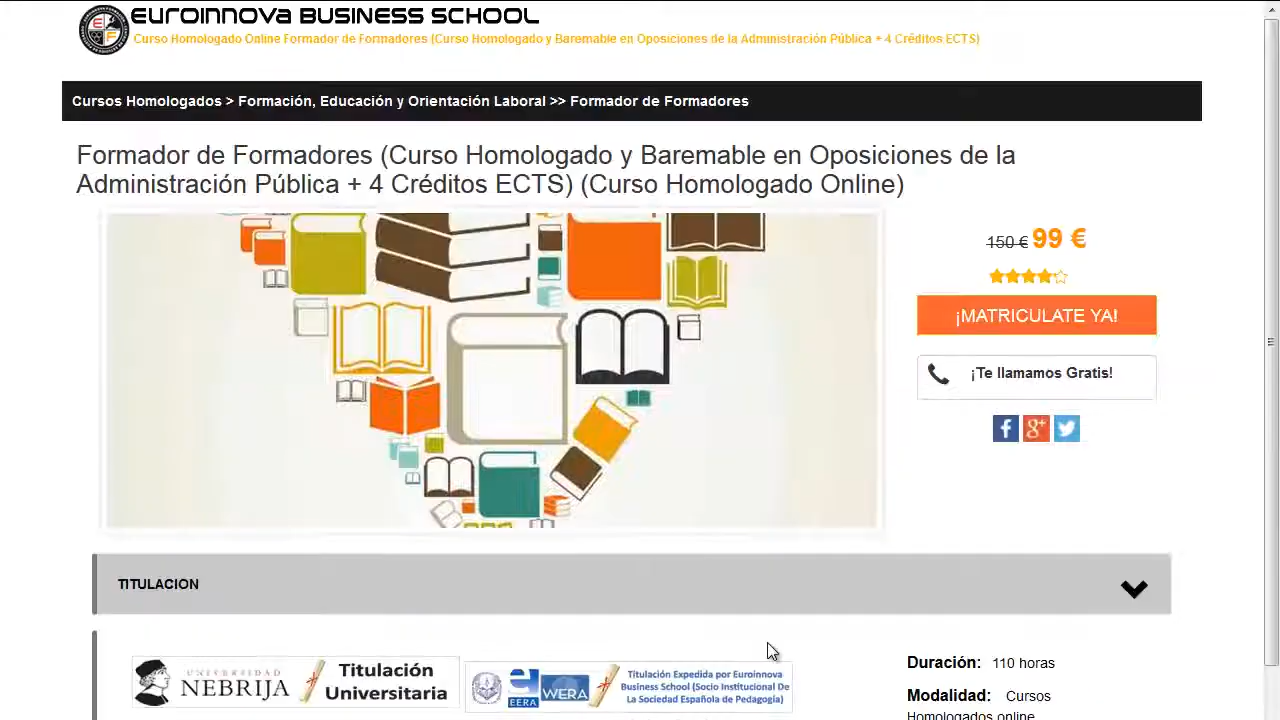 EUROINNOVA BUSINESS SCHOOL
Curso Homologado Online Formador de Formadores (Curso Homologado y Baremable en Oposiciones de la Administración Pública + 4 Créditos ECTS)
Cursos Homologados > Formación, Educación y Orientación Laboral >> Formador de Formadores
Formador de Formadores (Curso Homologado y Baremable en Oposiciones de la
Administración Pública + 4 Créditos ECTS) (Curso Homologado Online)
150 € 99 €
¡MATRICULATE YA!
¡Te llamamos Gratis!
TITULACION
UNIVERSIDAD
NEBRIJA
Titulación
Universitaria
EERA
WERA
Titulación Expedida por Euroinnova
Business School (Socio Institucional De
La Sociedad Española de Pedagogía)
Duración: 110 horas
Modalidad: Cursos
Homologados online